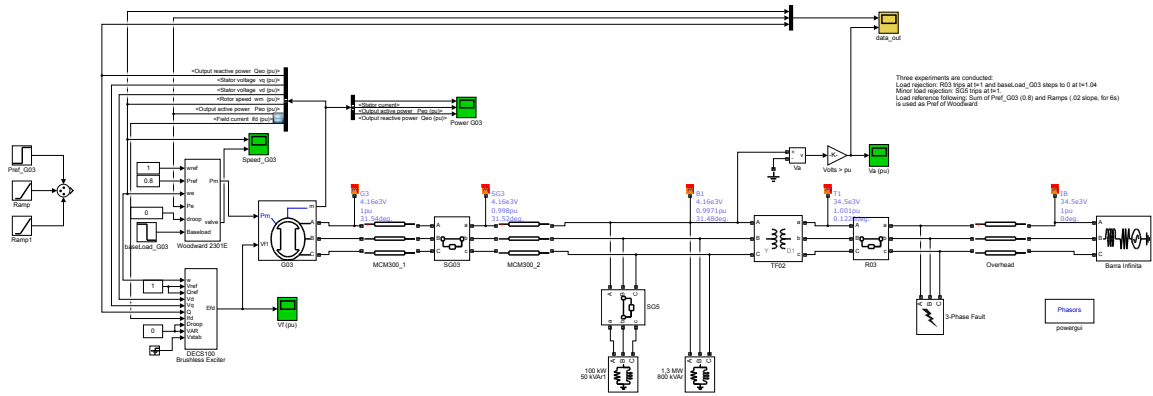 data_out
Three experiments are conducted:
Load rejection: R03 trips at t=1 and baseLoad_G03 steps to 0 at t=1.04
Minor load rejection: SG5 trips at t=1.
Load reference following: Sum of Pref_G03 (0.8) and Ramps (.02 slope, for 6s)
is used as Pref of Woodward
<Output reactive power Qeo (pu)>
<Stator voltage vq (pu)>
<Stator voltage vd (pu)>
<Rotor speed wm (pu)>
<Output active power Peo (pu)>
<Field current ifd (pu)>
<Stator current>
<Output active power Peo (pu)>
<Output reactive power Qeo (pu)>
Power G03
Speed_G03
Pref_G03
Ramp
Ramp1
1
0.8
0
baseLoad_G03
wref
Pref
we
Pe
droop
Baseload
Pm
valve
Woodward 2301E
Pm
Vf1
m
A
B
C
G03
G3
4.16e3V
1pu
31.54deg.
MCM300_1
A
B
C
a
b
c
SG03
SG3
4.16e3V
0.998pu
31.52deg.
MCM300_2
B1
4.16e3V
0.9971pu
31.48deg.
+
-
v
Va
-K-
Volts > pu
Va (pu)
A
B
C
Y
D1
a
b
c
TF02
T1
34.5e3V
1.001pu
0.122deg.
A
B
C
a
b
c
R03
Overhead
IB
34.5e3V
1pu
0deg.
A
B
C
Barra Infinita
A
B
C
3-Phase Fault
Phasors
powergui
A
B
C
a
b
c
SG5
A
B
C
100 kW
50 kVAr1
A
B
C
1,3 MW
800 kVAr
1
0
w
Vref
Qref
Vd
Vq
Q
Ifd
Droop
VAR
Vstab
Efd
DECS100
Brushless Exciter
Vf (pu)